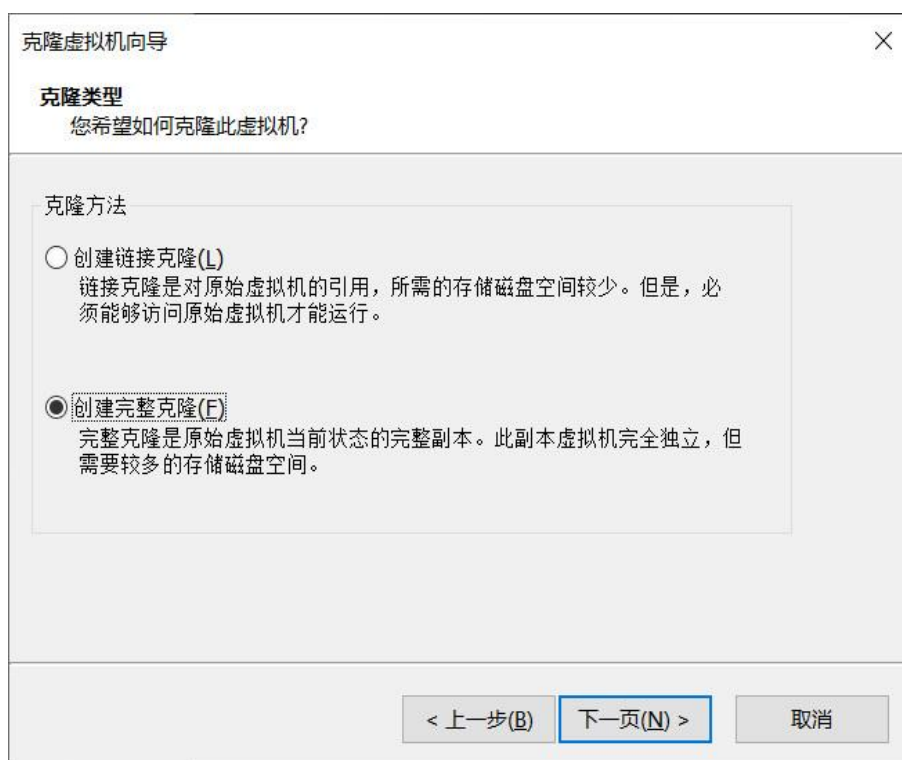 克隆虚拟机向导
克隆类型
您希望如何克隆此虚拟机?
克隆方法
创建链接克隆(L)
链接克隆是对原始虚拟机的引用，所需的存储磁盘空间较少。但是，必
须能够访问原始虚拟机才能运行。
创建完整克隆(F)
完整克隆是原始虚拟机当前状态的完整副本。此副本虚拟机完全独立，但
需要较多的存储磁盘空间。
< 上一步(B) 下一页(N) > 取消